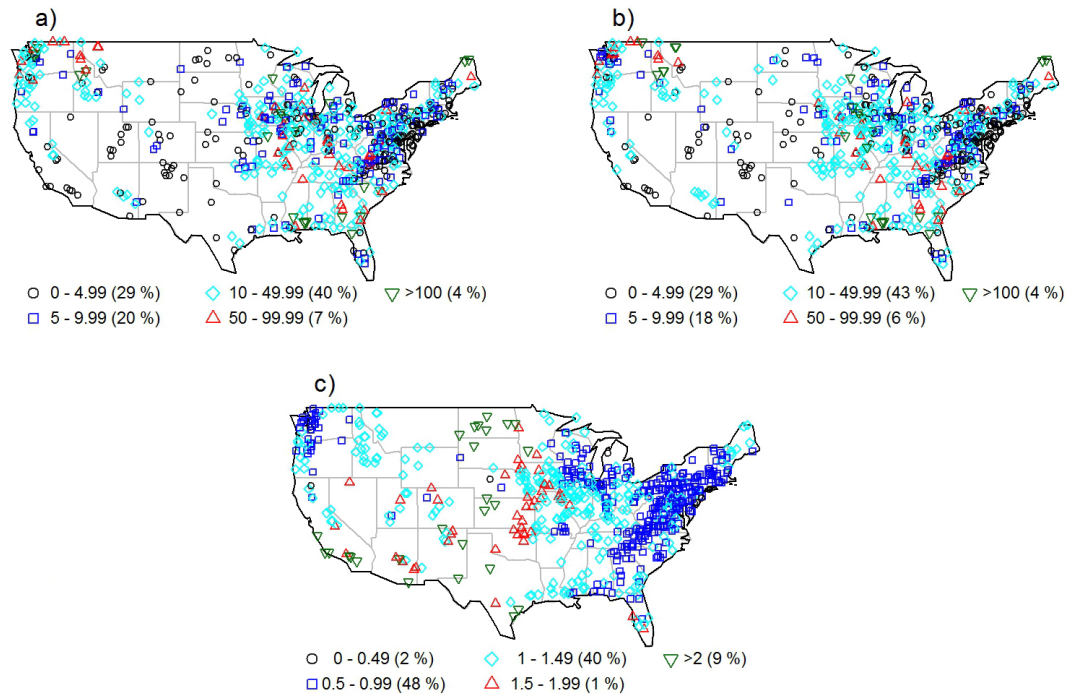 a)
b)
0 - 4.99 (29 %)
10 - 49.99 (40 %)
>100 (4 %)
5 - 9.99 (20 %)
50 - 99.99 (7 %)
0 - 4.99 (29 %)
10 - 49.99 (43 %)
>100 (4 %)
5 - 9.99 (18 %)
50 - 99.99 (6 %)
c)
0 - 0.49 (2 %)
1 - 1.49 (40 %)
>2 (9 %)
0.5 - 0.99 (48 %)
1.5 - 1.99 (1 %)